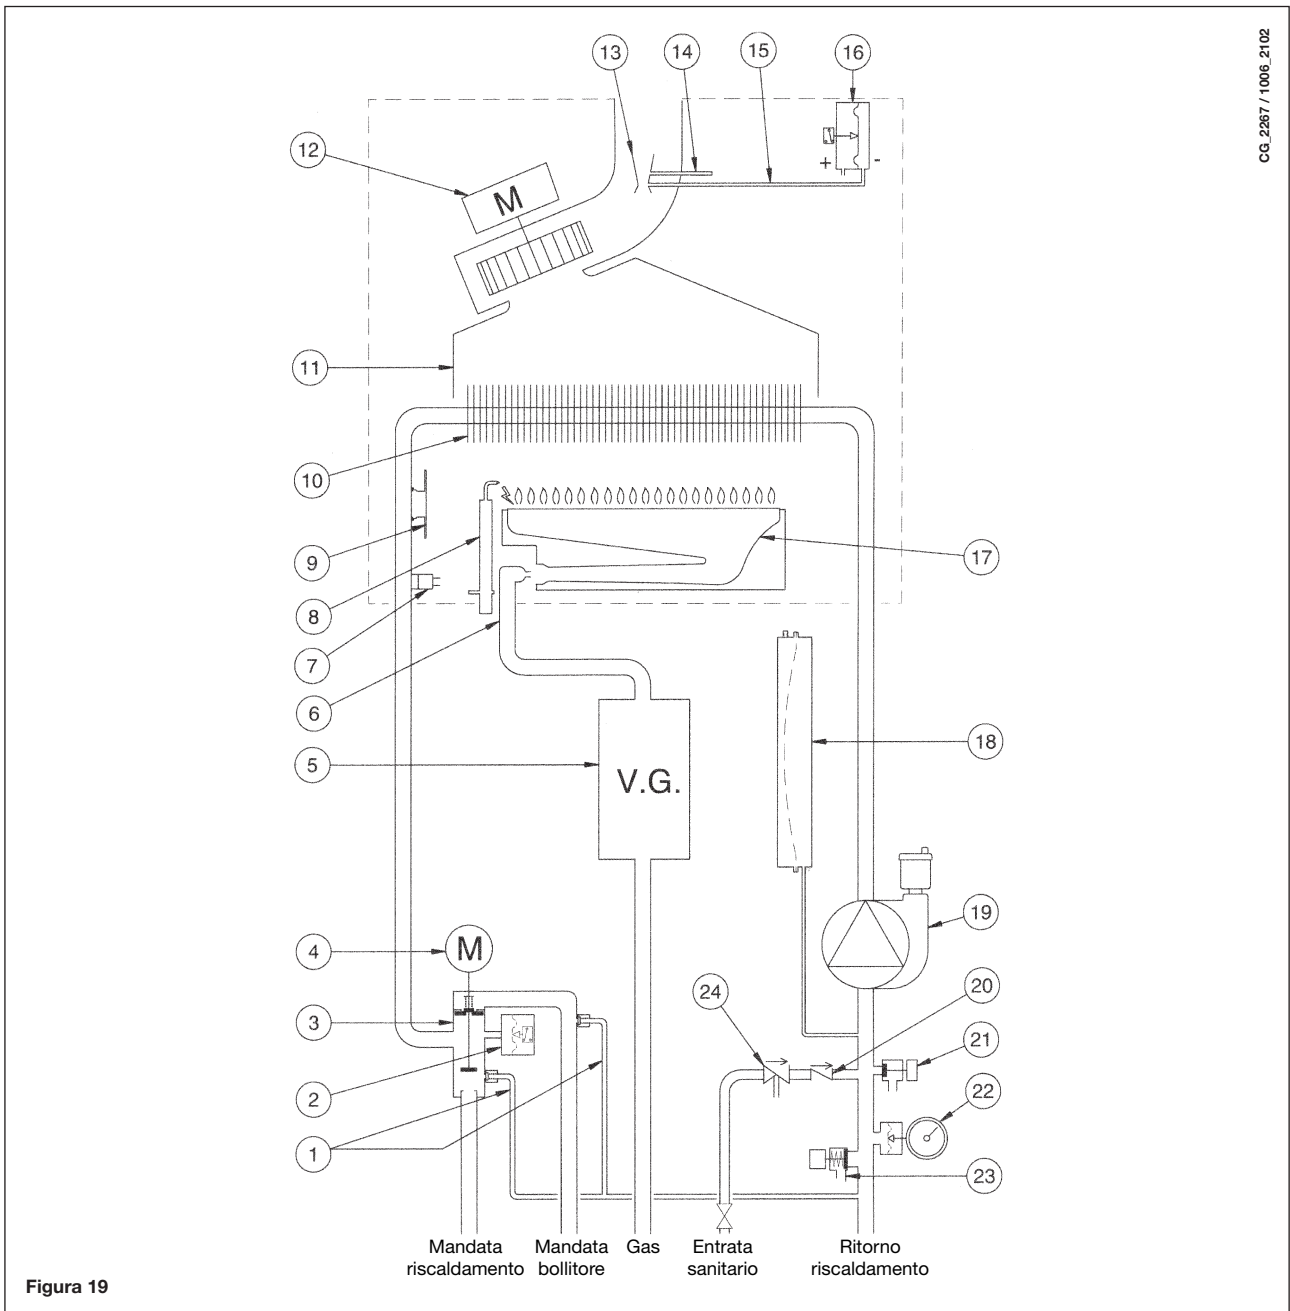 CG_2267 / 1006_2102
13
14
15
16
12
M
11
10
9
8
7
6
17
5
V.G.
18
4
M
19
3
24
20
21
2
22
1
23
Mandata
riscaldamento
Mandata
bollitore
Gas
Entrata
sanitario
Ritorno
riscaldamento
+
-
Figura 19